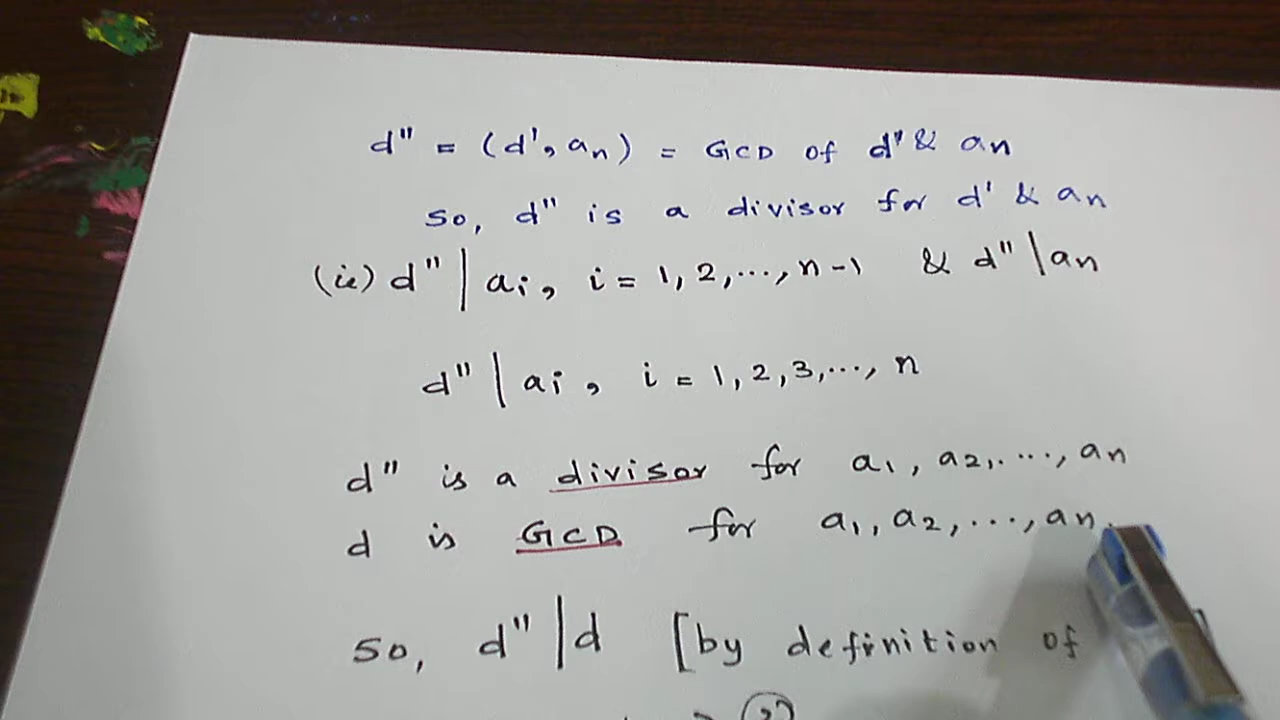 d" = (d', an) = GCD of d' & an
so, d" is a divisor for d' & an
(ie) d" | ai, i = 1, 2, ..., n-1 & d" | an
d" | ai, i = 1, 2, 3, ..., n
d" is a divisor for a1, a2, ...., an
d is GCD for a1, a2, ..., an.
so, d" | d [by definition of